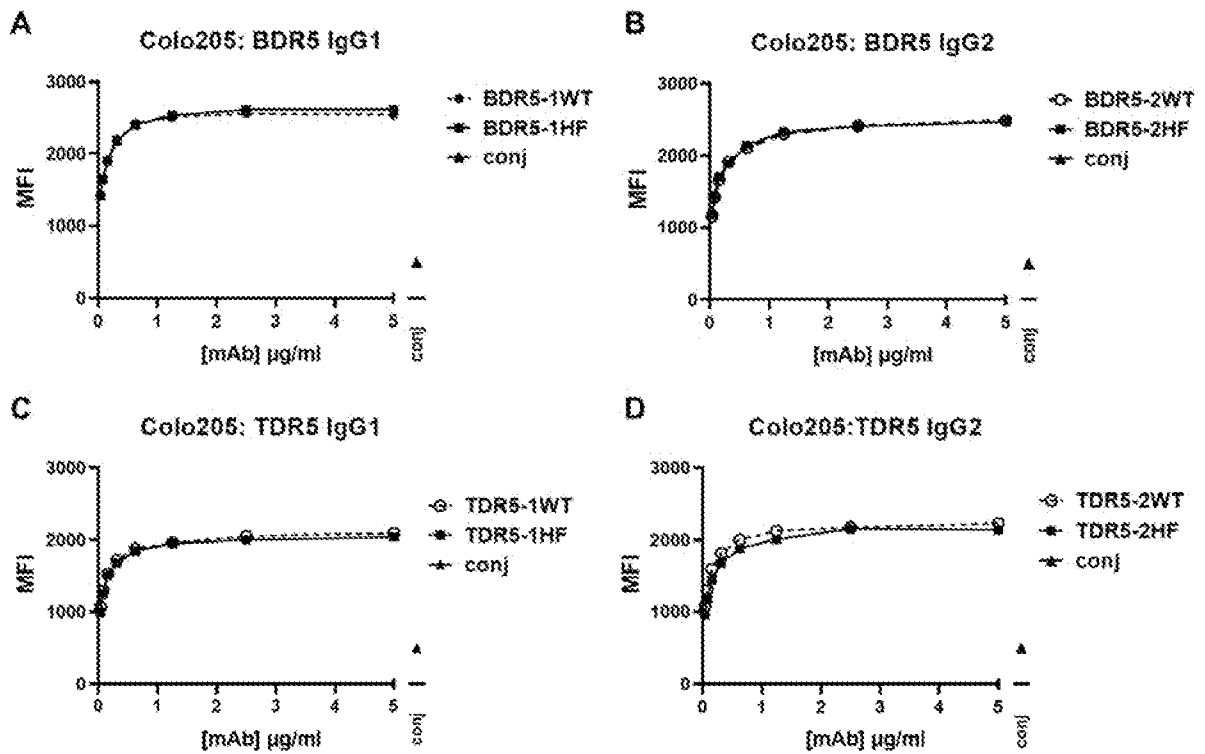 A
Colo205: BDR5 IgG1
3000
2000
1000
0
MFI
0 1 2 3 4 5
conj
[mAb] µg/ml
BDR5-1WT
BDR5-1HF
conj
B
Colo205: BDR5 IgG2
3000
2000
1000
0
MFI
0 1 2 3 4 5
conj
[mAb] µg/ml
BDR5-2WT
BDR5-2HF
conj
C
Colo205: TDR5 IgG1
3000
2000
1000
0
MFI
0 1 2 3 4 5
conj
[mAb] µg/ml
TDR5-1WT
TDR5-1HF
conj
D
Colo205:TDR5 IgG2
3000
2000
1000
0
MFI
0 1 2 3 4 5
conj
[mAb] µg/ml
TDR5-2WT
TDR5-2HF
conj